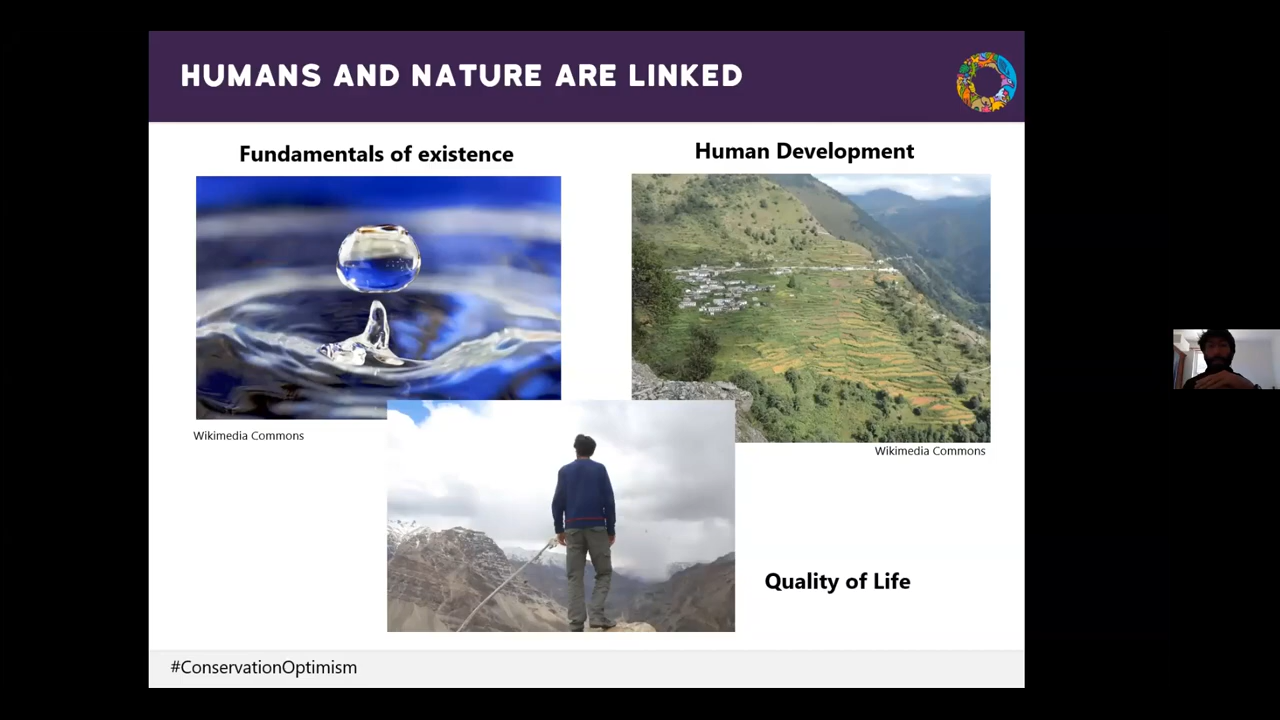 HUMANS AND NATURE ARE LINKED
Fundamentals of existence
Human Development
Wikimedia Commons
Wikimedia Commons
Quality of Life
#ConservationOptimism